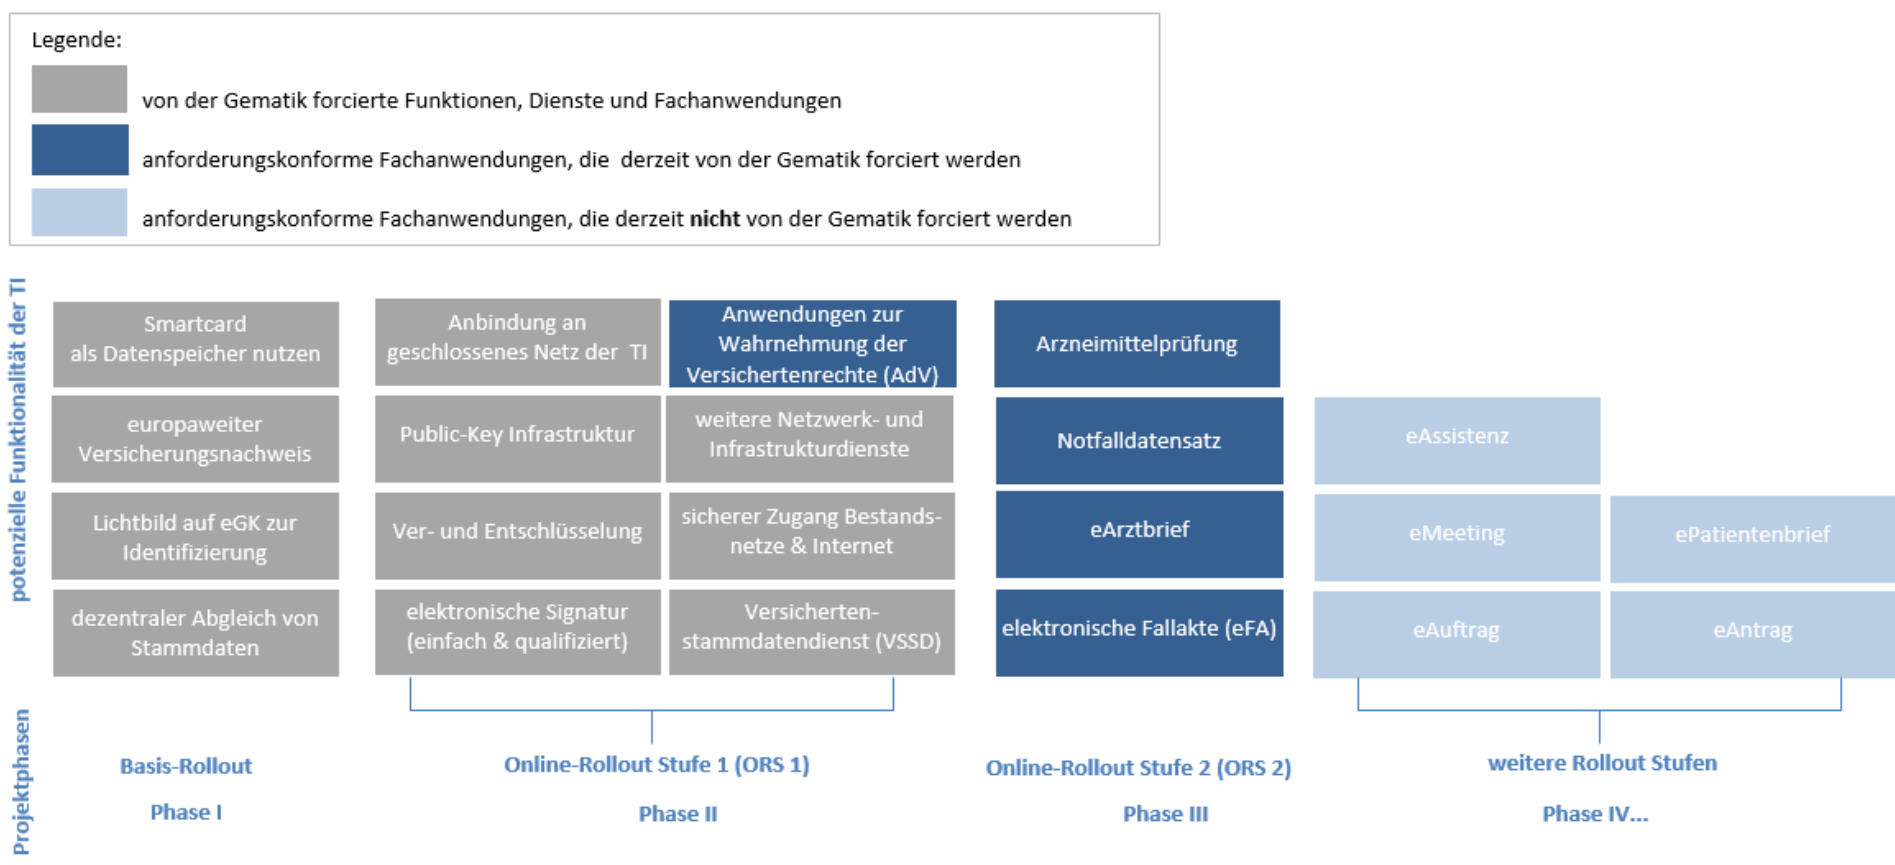 Legende:
von der Gematik forcierte Funktionen, Dienste und Fachanwendungen
anforderungskonforme Fachanwendungen, die derzeit von der Gematik forciert werden
anforderungskonforme Fachanwendungen, die derzeit nicht von der Gematik forciert werden
potenzielle Funktionalität der TI
Smartcard
als Datenspeicher nutzen
europaweiter
Versicherungsnachweis
Lichtbild auf eGK zur
Identifizierung
dezentraler Abgleich von
Stammdaten
Anbindung an
geschlossenes Netz der TI
Public-Key Infrastruktur
Ver- und Entschlüsselung
elektronische Signatur
(einfach & qualifiziert)
Anwendungen zur
Wahrnehmung der
Versichertenrechte (AdV)
weitere Netzwerk- und
Infrastrukturdienste
sicherer Zugang Bestands-
netze & Internet
Versicherten-
stammdatendienst (VSSD)
Arzneimittelprüfung
Notfalldatensatz
eArztbrief
elektronische Fallakte (eFA)
eAssistenz
eMeeting
eAuftrag
ePatientenbrief
eAntrag
Projektphasen
Basis-Rollout
Phase I
Online-Rollout Stufe 1 (ORS 1)
Phase II
Online-Rollout Stufe 2 (ORS 2)
Phase III
weitere Rollout Stufen
Phase IV...